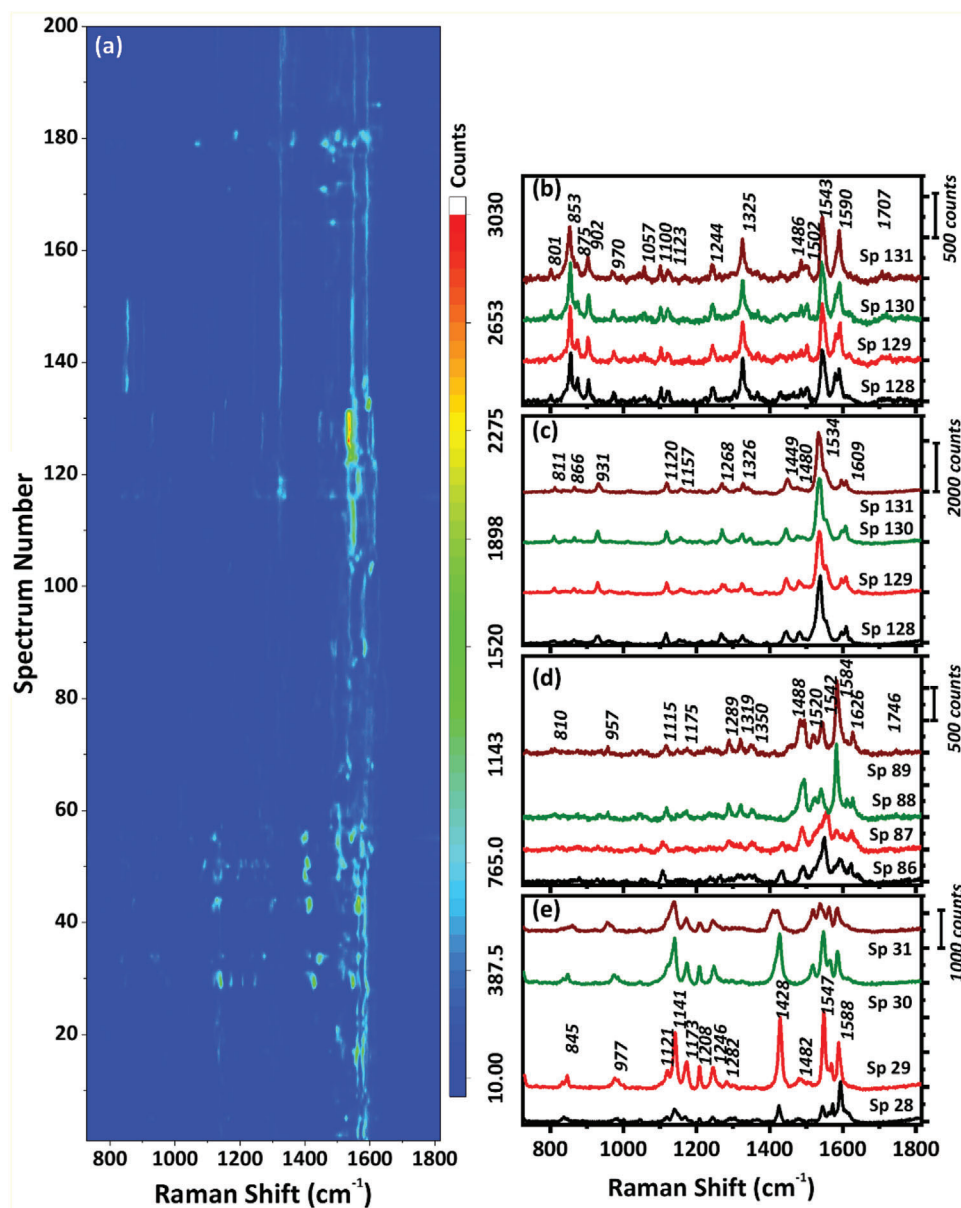 (a)
200
180
160
140
120
100
80
60
40
20
Spectrum Number
800 1000 1200 1400 1600 1800
Raman Shift (cm-1)
Counts
3030
2653
2275
1898
1520
1143
765.0
387.5
10.00
(b)
801 853 875 902 970 1057 1100 1123 1244 1325 1486 1502 1543 1590 1707
500 counts
Sp 131
Sp 130
Sp 129
Sp 128
(c)
811 866 931 1120 1157 1268 1326 1449 1480 1534 1609
2000 counts
Sp 131
Sp 130
Sp 129
Sp 128
(d)
810 957 1115 1175 1289 1319 1350 1488 1520 1542 1584 1626 1746
500 counts
Sp 89
Sp 88
Sp 87
Sp 86
(e)
1000 counts
Sp 31
Sp 30
845 977 1121 1141 1173 1208 1246 1282 1428 1482 1547 1588
Sp 29
Sp 28
800 1000 1200 1400 1600 1800
Raman Shift (cm-1)